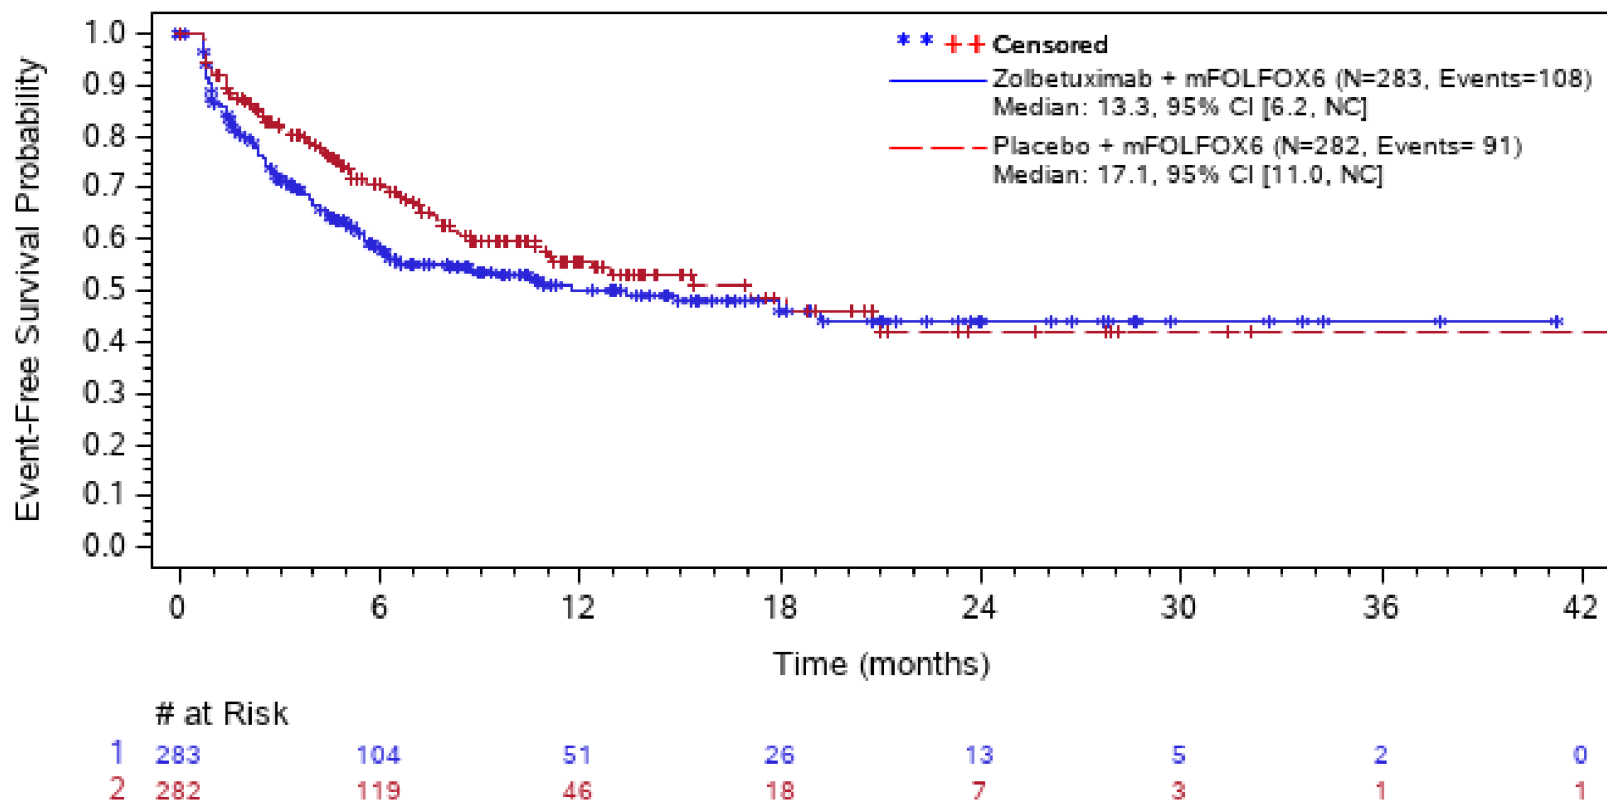 Event-Free Survival Probability
1.0
0.9
0.8
0.7
0.6
0.5
0.4
0.3
0.2
0.1
0.0
Censored
Zolbetuximab + mFOLFOX6 (N=283, Events=108)
Median: 13.3, 95% CI [6.2, NC]
Placebo + mFOLFOX6 (N=282, Events= 91)
Median: 17.1, 95% CI [11.0, NC]
0 6 12 18 24 30 36 42
Time (months)
# at Risk
1 283 104 51 26 13 5 2 0
2 282 119 46 18 7 3 1 1